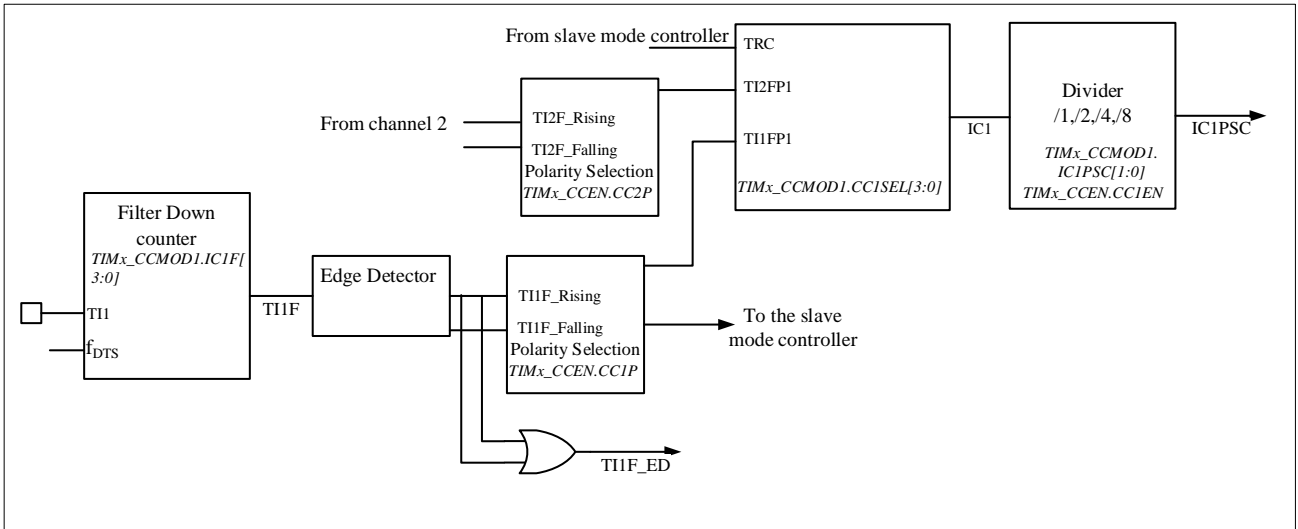 From slave mode controller
TRC
TI2FP1
TI1FP1
TIMx_CCMOD1.CC1SEL[3:0]
IC1
Divider
/1,/2,/4,/8
TIMx_CCMOD1.
IC1PSC[1:0]
TIMx_CCEN.CC1EN
IC1PSC
From channel 2
TI2F_Rising
TI2F_Falling
Polarity Selection
TIMx_CCEN.CC2P
Filter Down
counter
TIMx_CCMOD1.IC1F[
3:0]
TI1
fDTS
TI1F
Edge Detector
TI1F_Rising
TI1F_Falling
Polarity Selection
TIMx_CCEN.CC1P
To the slave
mode controller
TI1F_ED